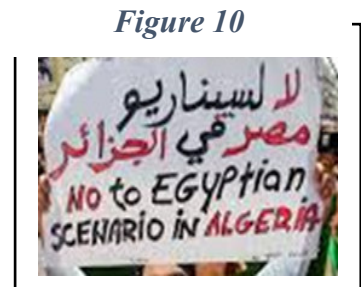 Figure 10
لا لسيناريو
مصر في الجزائر
NO to EGYPtian
SCENARIO iN ALGERIA